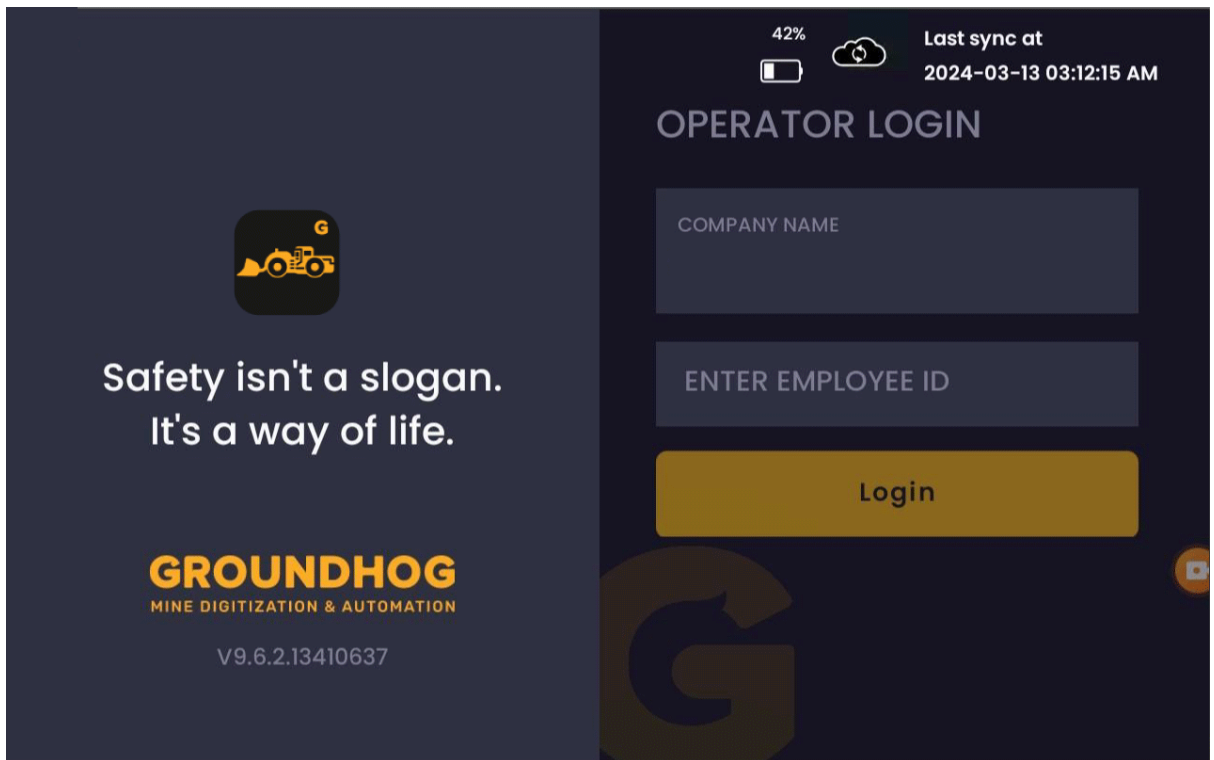 G
Safety isn't a slogan.
It's a way of life.
GROUNDHOG
MINE DIGITIZATION & AUTOMATION
V9.6.2.13410637
42%
Last sync at
2024-03-13 03:12:15 AM
OPERATOR LOGIN
COMPANY NAME
ENTER EMPLOYEE ID
Login
G